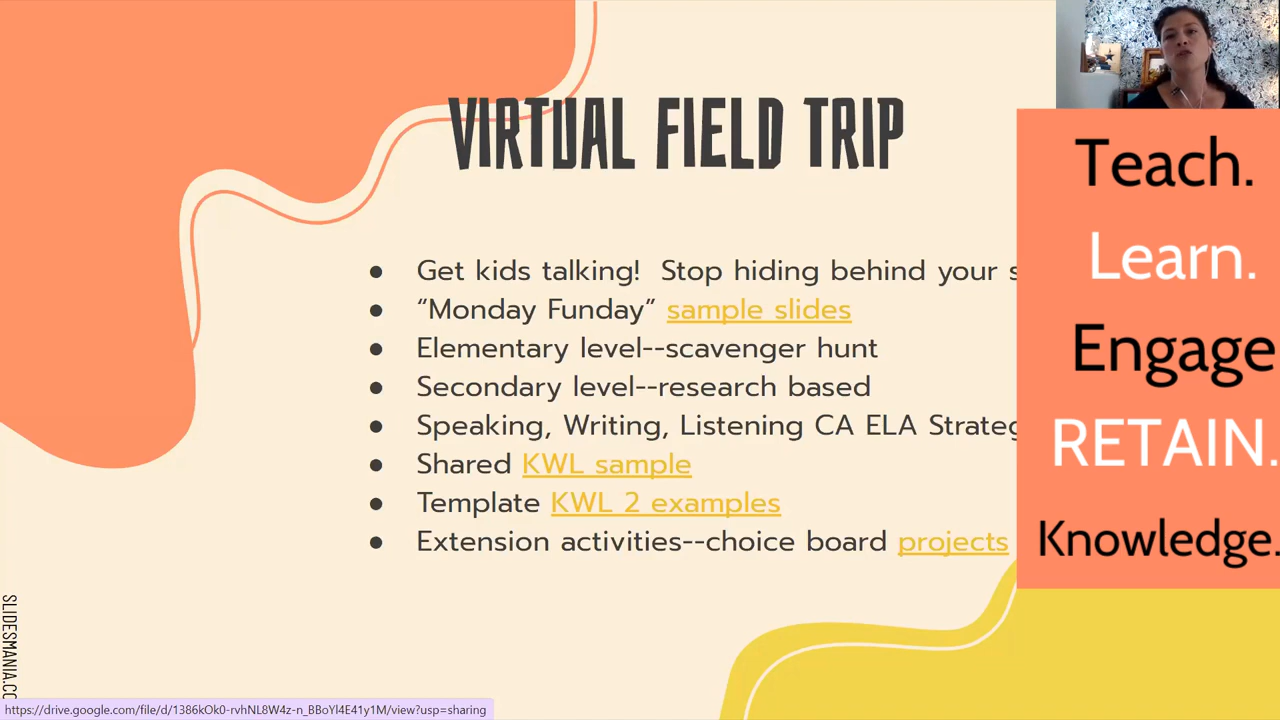 VIRTUAL FIELD TRIP
Get kids talking!  Stop hiding behind your
“Monday Funday” sample slides
Elementary level--scavenger hunt
Secondary level--research based
Speaking, Writing, Listening CA ELA
Shared KWL sample
Template KWL 2 examples
Extension activities--choice board projects
Teach.
Learn.
Engage
RETAIN.
Knowledge.
SLIDESMANIA.CO
https://drive.google.com/file/d/1386kOk0-rvhNL8W4z-n_BBoYl4E41y1M/view?usp=sharing